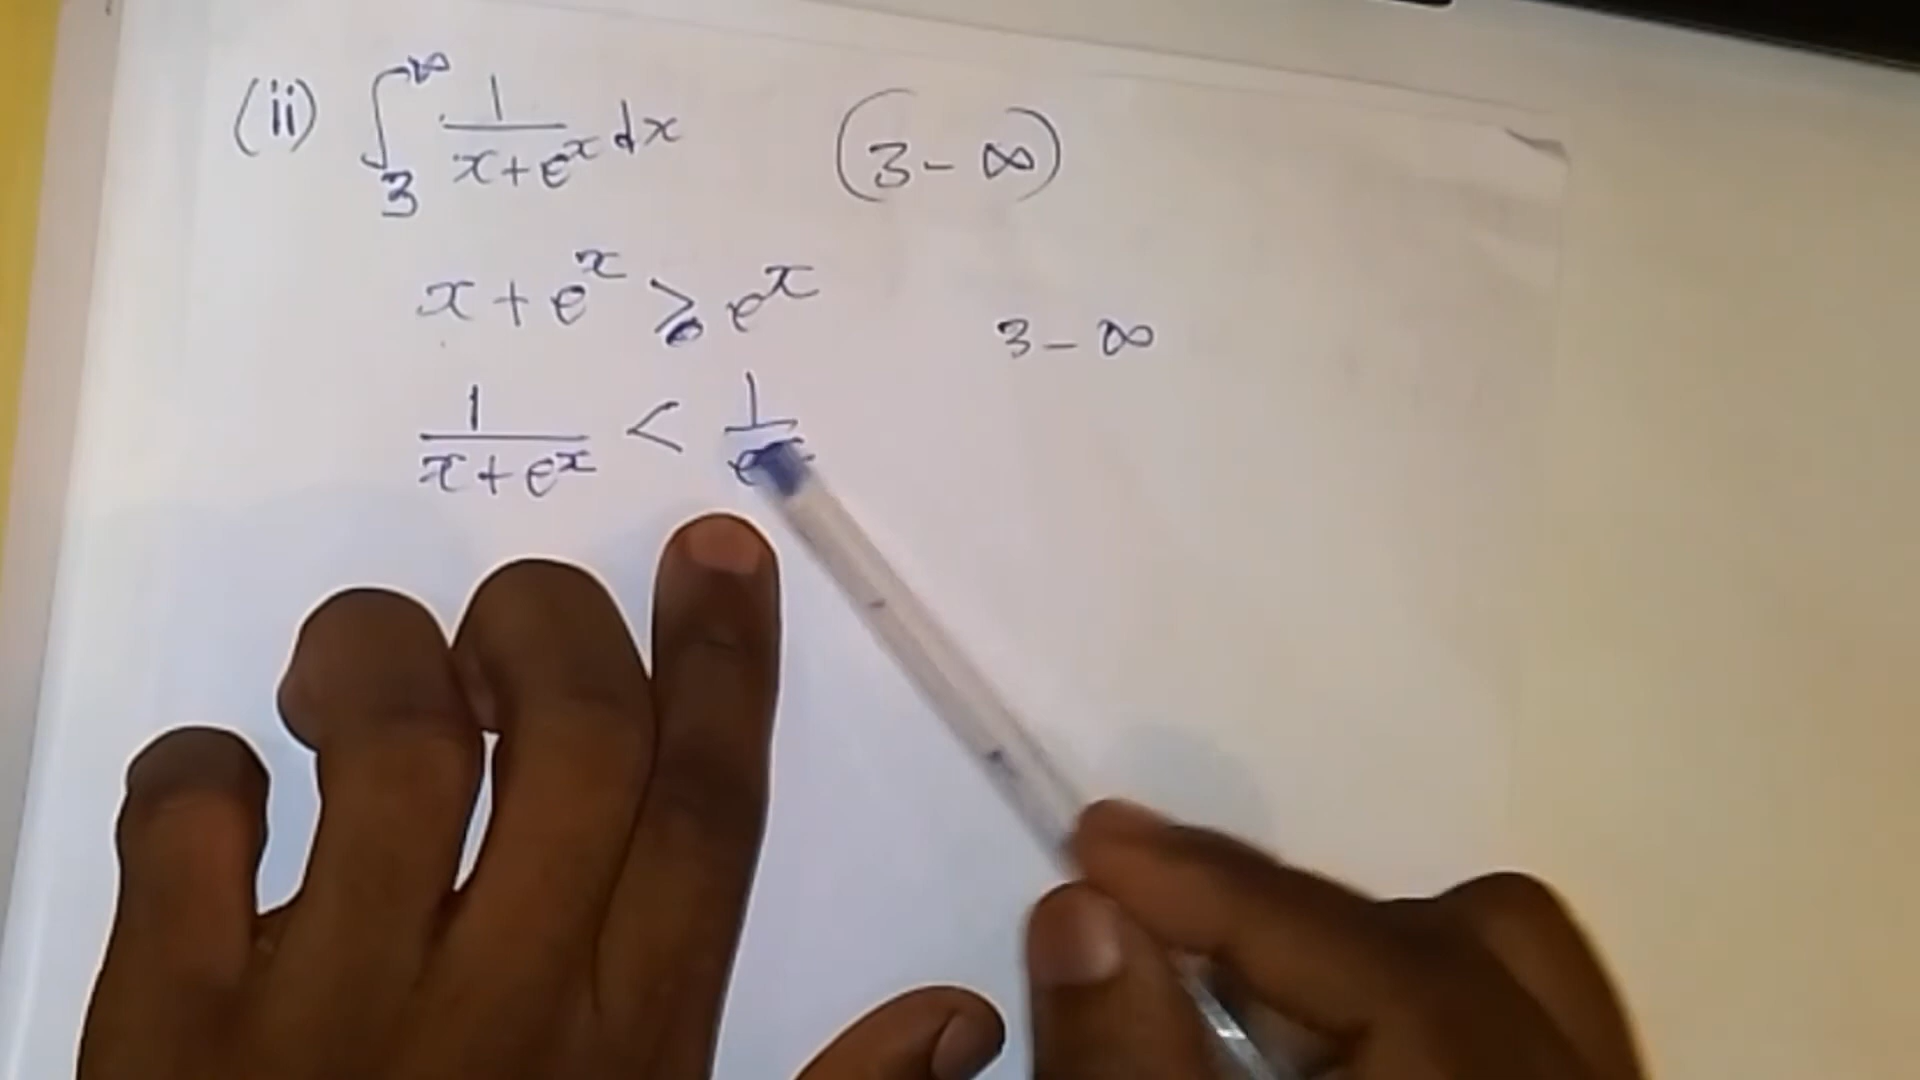 (ii) ∫₃^∞ 1/(x+e^x) dx (3 – ∞)
x + e^x ⩾ e^x 3 – ∞
1/(x+e^x) < 1/e